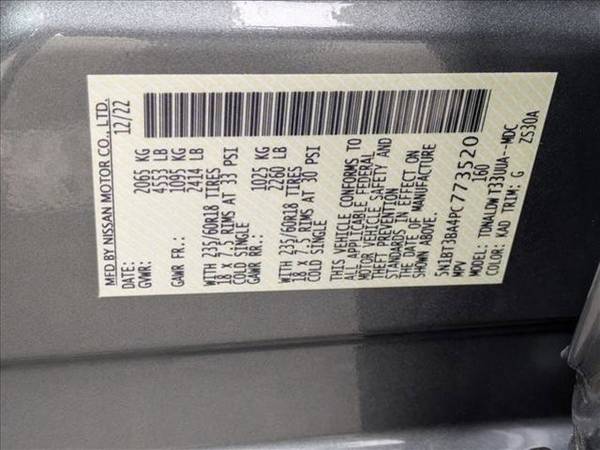 MFD BY NISSAN MOTOR CO., LTD.
DATE: 12/22
GVWR: 2065 KG
4553 LB
GAWR FR.: 1095 KG
2414 LB
WITH 235/60R18 TIRES
18 x 7.5 RIMS AT 33 PSI
COLD SINGLE
GAWR RR.: 1025 KG
2260 LB
WITH 235/60R18 TIRES
18 x 7.5 RIMS AT 30 PSI
COLD SINGLE
THIS VEHICLE CONFORMS TO
ALL APPLICABLE FEDERAL
MOTOR VEHICLE SAFETY AND
THEFT PREVENTION
STANDARDS IN EFFECT ON
THE DATE OF MANUFACTURE
SHOWN ABOVE.
5N1BT3BA4PC773520
MPV 160
MODEL: TDNALDWT33UUA--MDC
COLOR: KAD TRIM: G
ZS30A